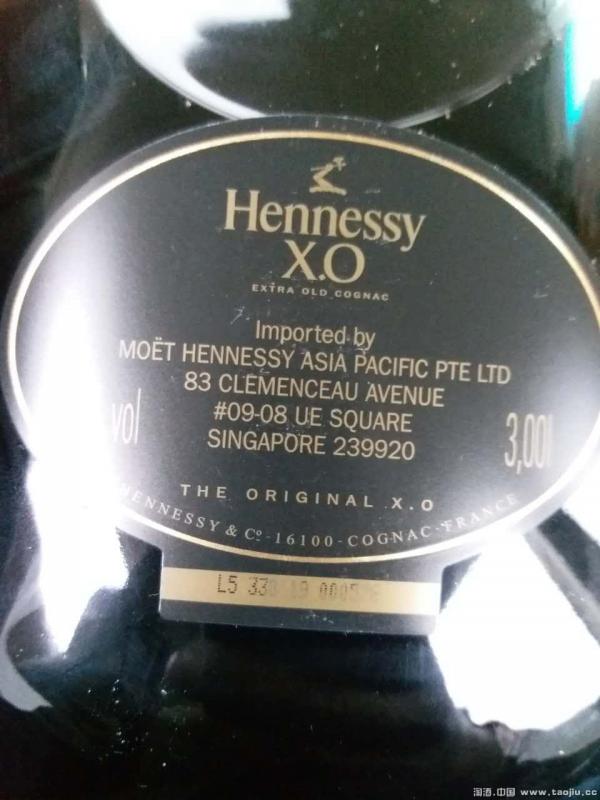 Hennessy
X.O
EXTRA OLD COGNAC
Imported by
MOËT HENNESSY ASIA PACIFIC PTE LTD
83 CLEMENCEAU AVENUE
#09-08 UE SQUARE
SINGAPORE 239920
vol
3,00l
THE ORIGINAL X.O
HENNESSY & Cº - 16100 - COGNAC - FRANCE
L5
淘酒.中国 www.taojiu.cc